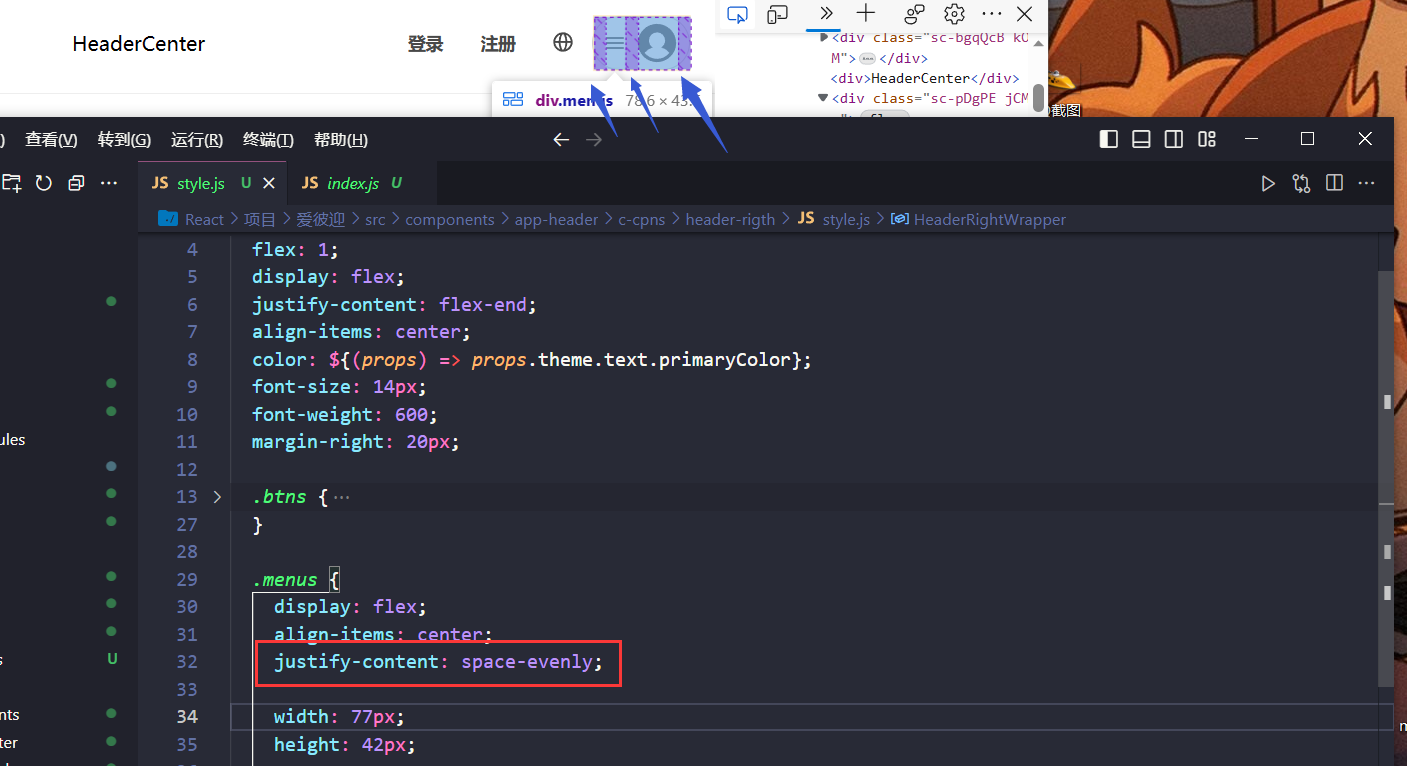 HeaderCenter
登录
注册
div.menus 78.6 × 43.
<div class="sc-bgqQcB kO
M"> </div>
<div>HeaderCenter</div>
<div class="sc-pDgPE jCM
截图
) 查看(V) 转到(G) 运行(R) 终端(T) 帮助(H)
JS style.js U
JS index.js U
React > 项目 > 爱彼迎 > src > components > app-header > c-cpns > header-rigth > JS style.js > HeaderRightWrapper
4 flex: 1;
5 display: flex;
6 justify-content: flex-end;
7 align-items: center;
8 color: ${(props) => props.theme.text.primaryColor};
9 font-size: 14px;
10 font-weight: 600;
ules
11 margin-right: 20px;
12
13 > .btns { ···
27 }
28
29 .menus {
30 display: flex;
31 align-items: center;
s U
32 justify-content: space-evenly;
33
nts
34 width: 77px;
ter
35 height: 42px;